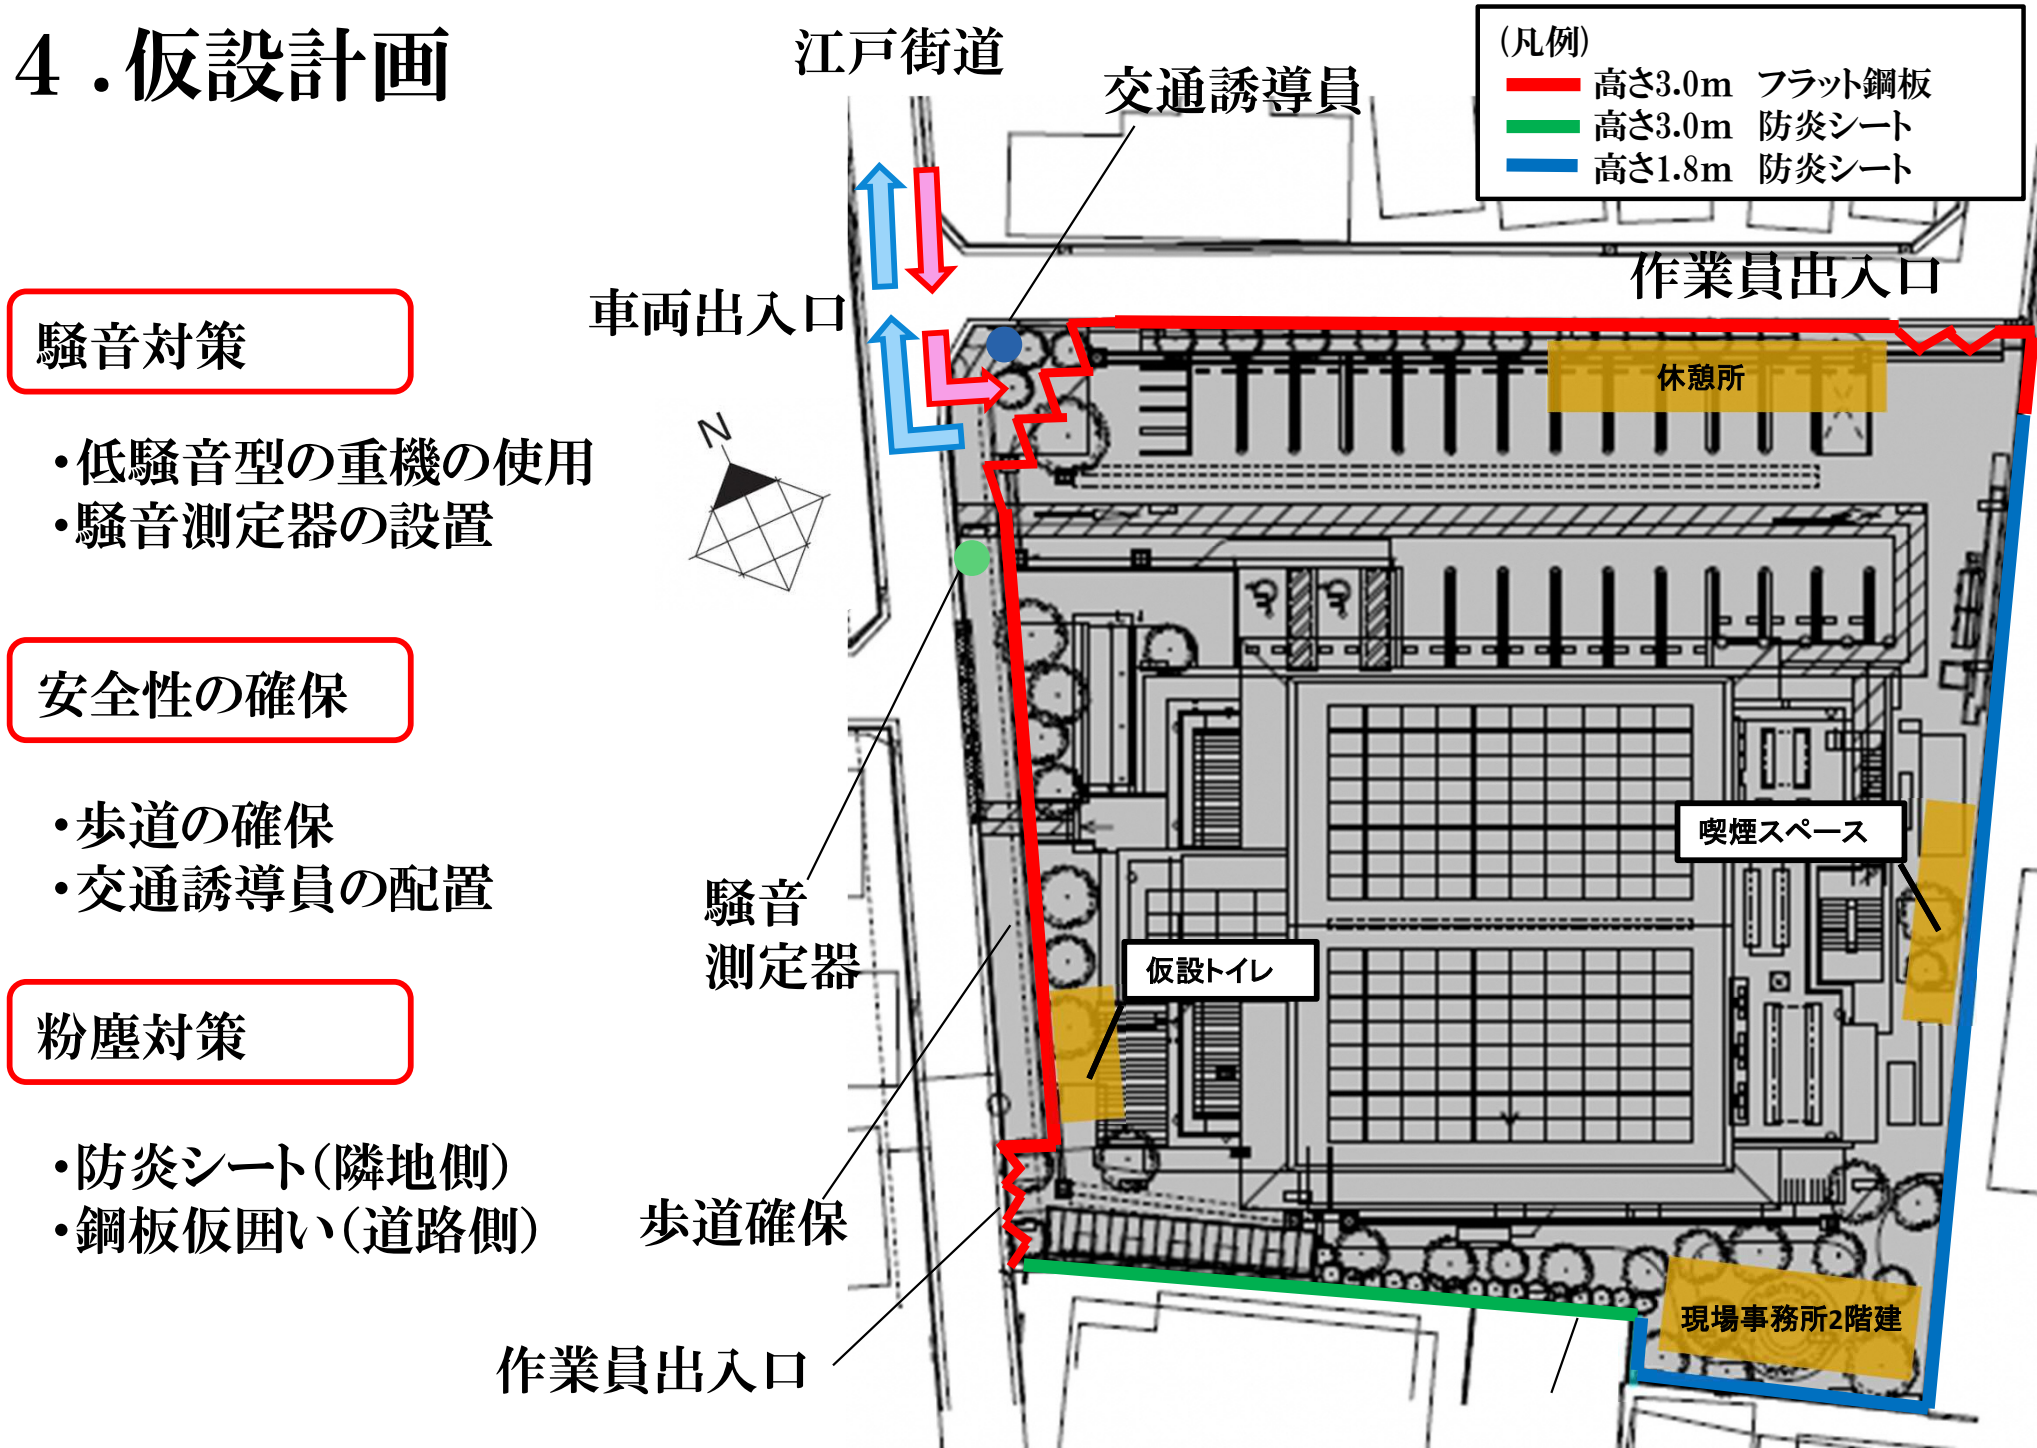 ４．仮設計画
江戸街道
交通誘導員
(凡例)
高さ3.0m フラット鋼板
高さ3.0m 防炎シート
高さ1.8m 防炎シート
作業員出入口
車両出入口
休憩所
騒音対策
・低騒音型の重機の使用
・騒音測定器の設置
N
安全性の確保
・歩道の確保
・交通誘導員の配置
喫煙スペース
騒音
測定器
仮設トイレ
粉塵対策
・防炎シート（隣地側）
・鋼板仮囲い（道路側）
歩道確保
現場事務所2階建
作業員出入口